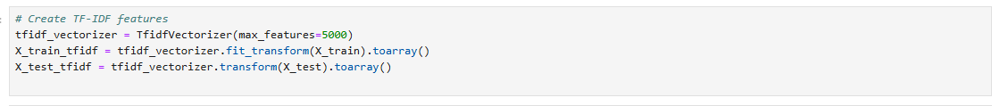 # Create TF-IDF features
tfidf_vectorizer = TfidfVectorizer(max_features=5000)
X_train_tfidf = tfidf_vectorizer.fit_transform(X_train).toarray()
X_test_tfidf = tfidf_vectorizer.transform(X_test).toarray()